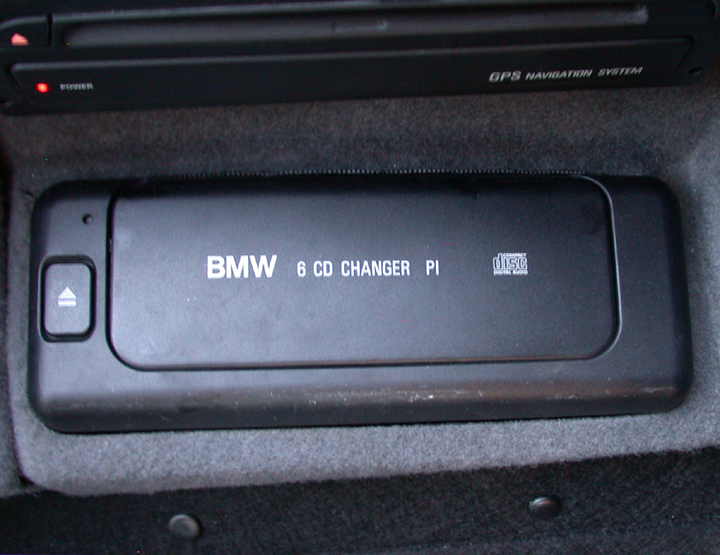 POWER
GPS NAVIGATION SYSTEM
BMW 6 CD CHANGER PI
COMPACT
disc
DIGITAL AUDIO